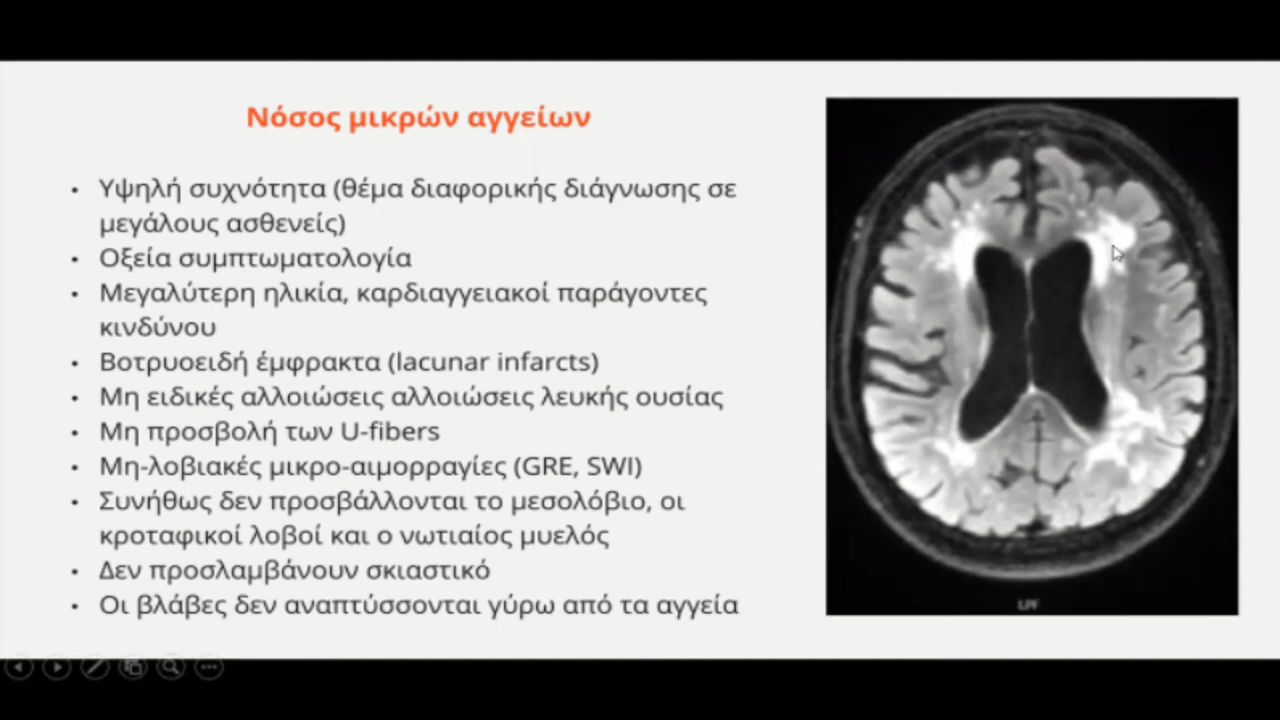 Νόσος μικρών αγγείων
• Υψηλή συχνότητα (θέμα διαφορικής διάγνωσης σε
μεγάλους ασθενείς)
• Οξεία συμπτωματολογία
• Μεγαλύτερη ηλικία, καρδιαγγειακοί παράγοντες
κινδύνου
• Βοτρυοειδή έμφρακτα (lacunar infarcts)
• Μη ειδικές αλλοιώσεις αλλοιώσεις λευκής ουσίας
• Μη προσβολή των U-fibers
• Μη-λοβιακές μικρο-αιμορραγίες (GRE, SWI)
• Συνήθως δεν προσβάλλονται το μεσολόβιο, οι
κροταφικοί λοβοί και ο νωτιαίος μυελός
• Δεν προσλαμβάνουν σκιαστικό
• Οι βλάβες δεν αναπτύσσονται γύρω από τα αγγεία
LPF